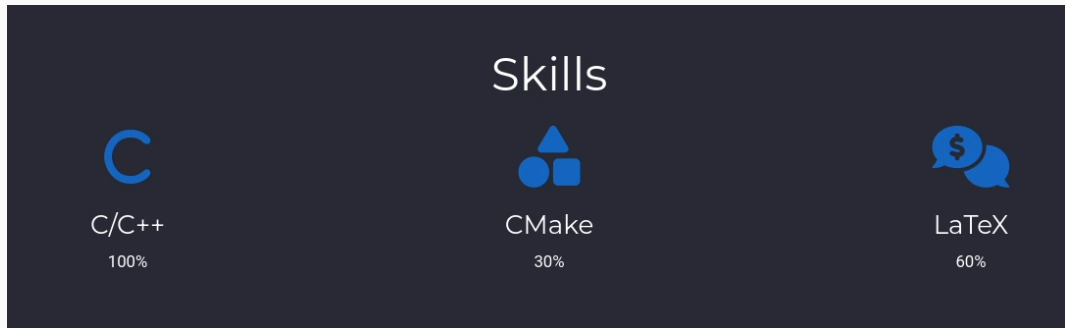 Skills
C/C++
100%
CMake
30%
$
LaTeX
60%